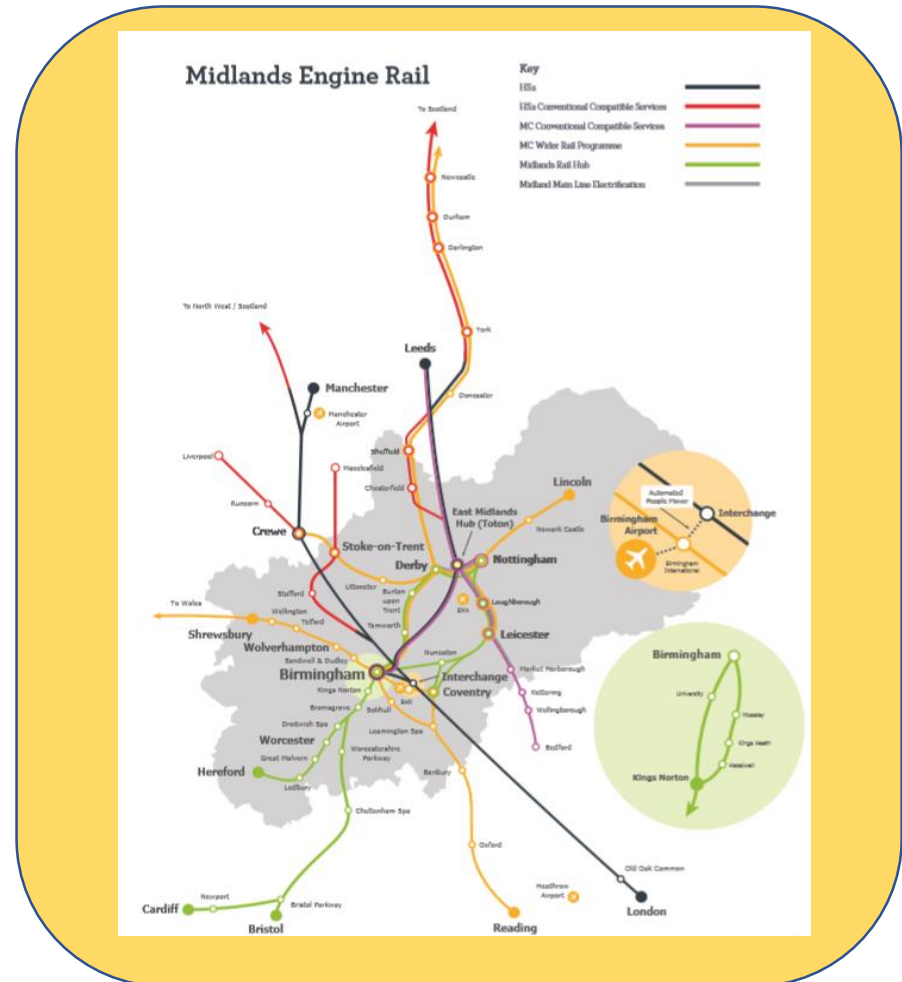 Midlands Engine Rail
Key
HS2
HS2 Conventional Compatible Services
MC Conventional Compatible Services
MC Wider Rail Programme
Midlands Rail Hub
Midland Main Line Electrification
To Scotland
Newcastle
Durham
Darlington
York
To North West / Scotland
Leeds
Manchester
Manchester
Airport
Doncaster
Liverpool
Sheffield
Macclesfield
Chesterfield
Lincoln
Runcorn
East Midlands
Hub (Toton)
Newark Castle
Crewe
Stoke-on-Trent
Derby
Nottingham
Uttoxeter
Burton
upon
Trent
EMA
Loughborough
Stafford
To Wales
Wellington
Telford
Tamworth
Shrewsbury
Leicester
Wolverhampton
Sandwell & Dudley
Nuneaton
Birmingham
Interchange
Market Harborough
Kings Norton
Coventry
Kettering
Bromsgrove
Solihull
BHX
Wellingborough
Droitwich Spa
Leamington Spa
Worcester
Worcestershire
Parkway
Bedford
Great Malvern
Hereford
Banbury
Ledbury
Cheltenham Spa
Oxford
Old Oak Common
Newport
Heathrow
Airport
Cardiff
Bristol Parkway
London
Bristol
Reading
Automated
People Mover
Interchange
Birmingham
Airport
Birmingham
International
Birmingham
University
Moseley
Kings Heath
Hazelwell
Kings Norton